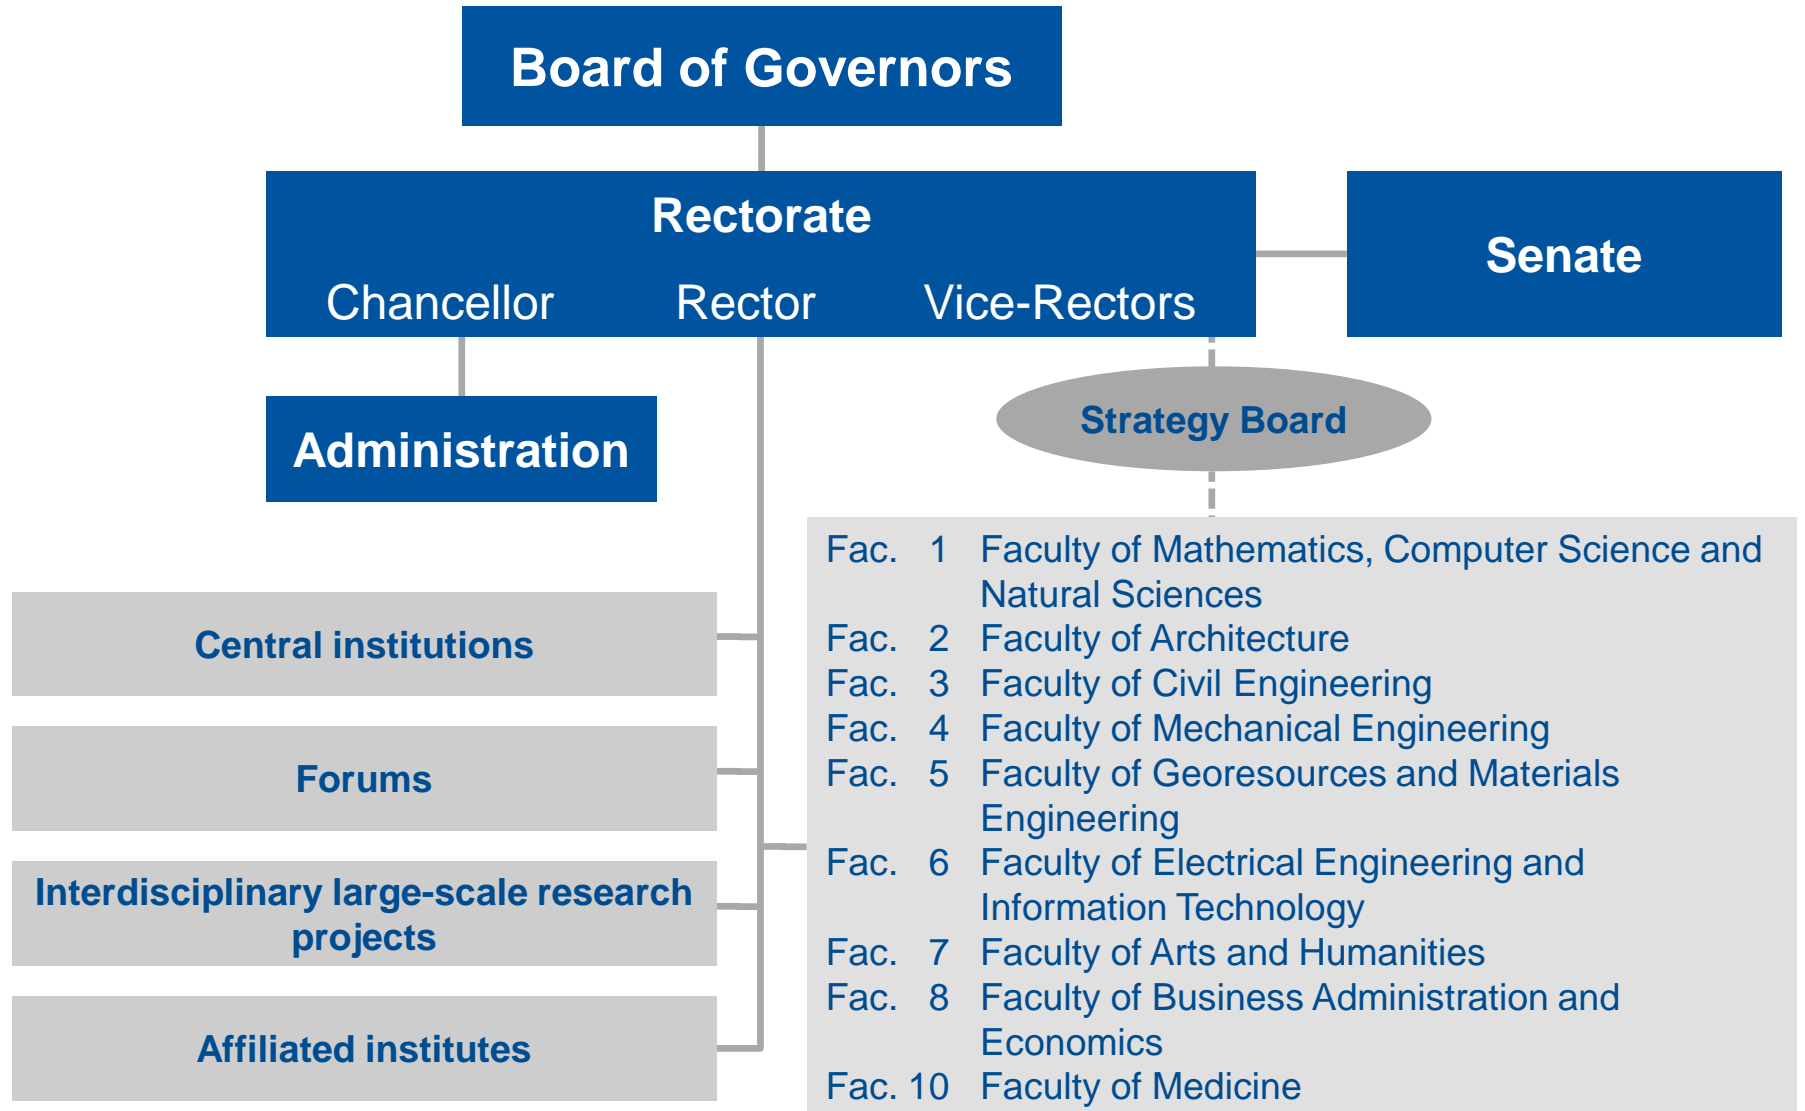 Board of Governors
Rectorate
Chancellor Rector Vice-Rectors
Senate
Administration
Strategy Board
Central institutions
Forums
Interdisciplinary large-scale research
projects
Affiliated institutes
Fac. 1 Faculty of Mathematics, Computer Science and
Natural Sciences
Fac. 2 Faculty of Architecture
Fac. 3 Faculty of Civil Engineering
Fac. 4 Faculty of Mechanical Engineering
Fac. 5 Faculty of Georesources and Materials
Engineering
Fac. 6 Faculty of Electrical Engineering and
Information Technology
Fac. 7 Faculty of Arts and Humanities
Fac. 8 Faculty of Business Administration and
Economics
Fac. 10 Faculty of Medicine